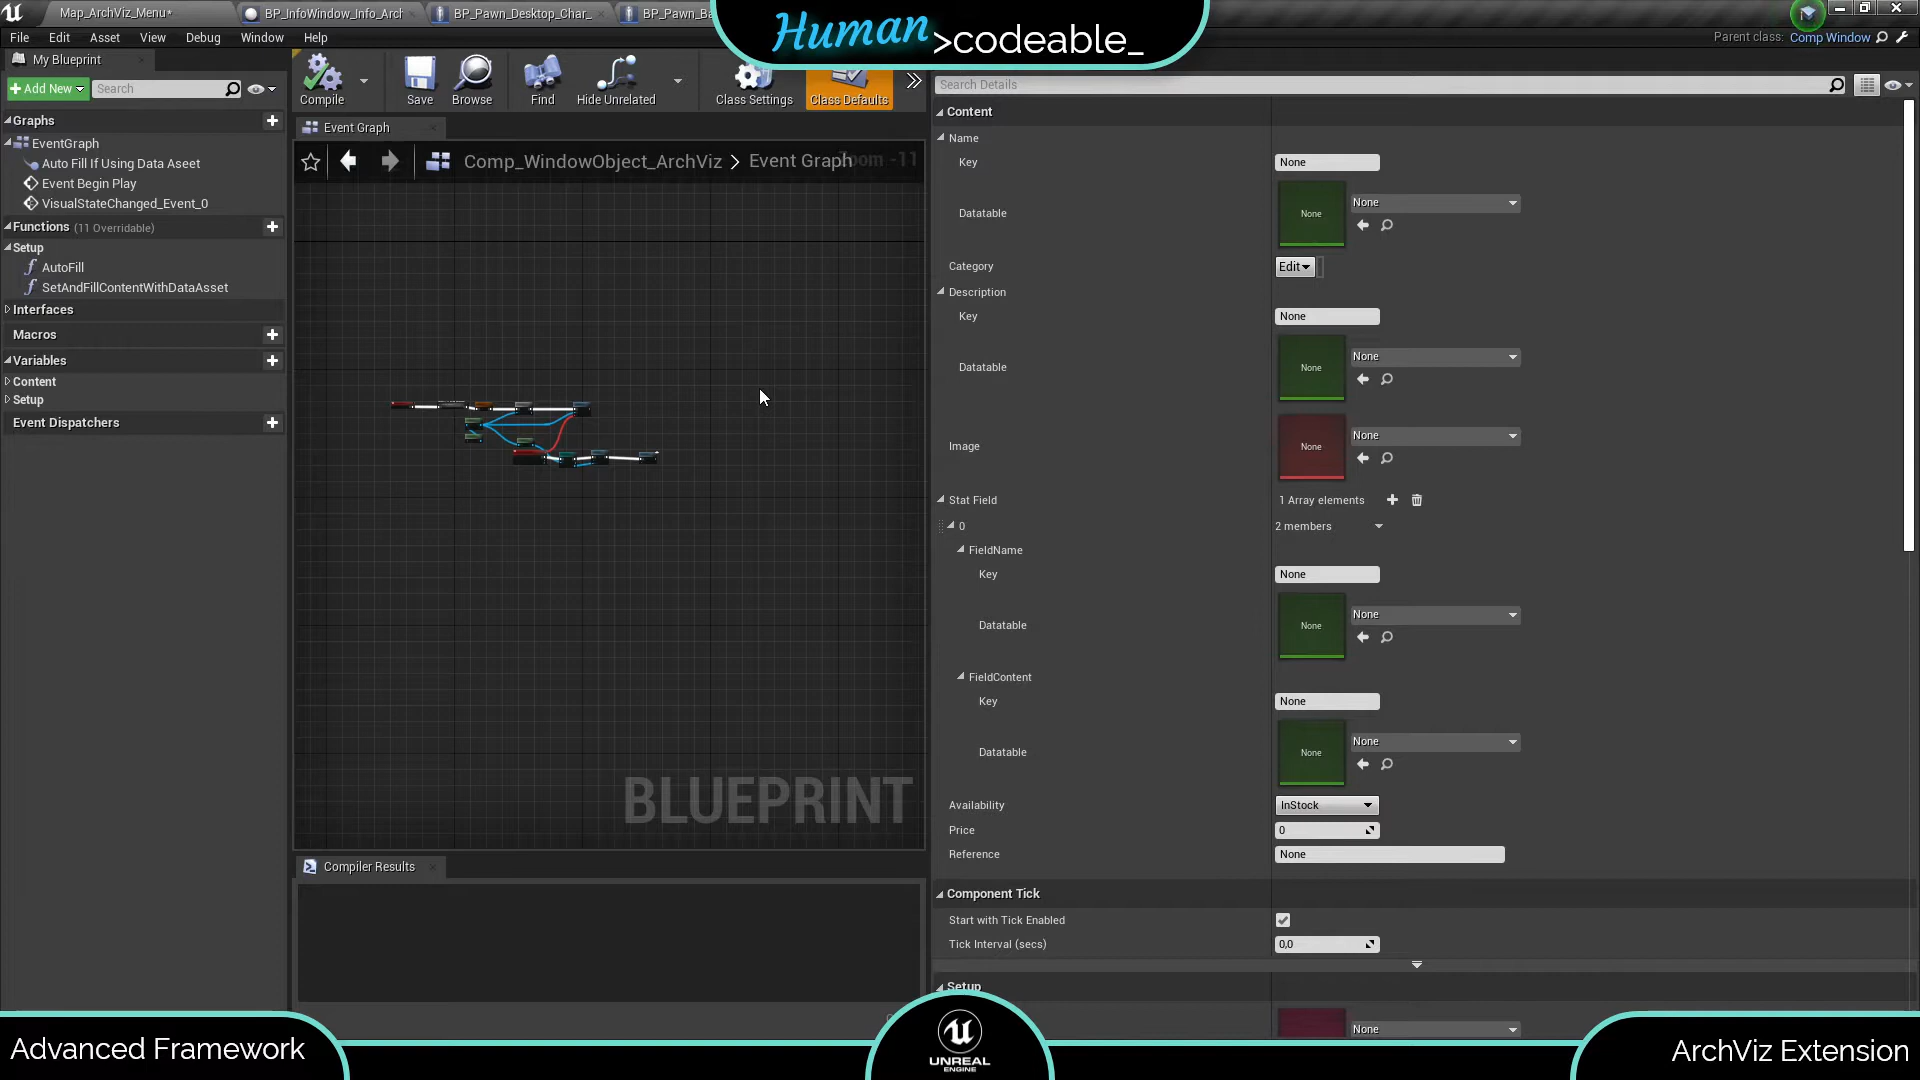 Map_ArchViz_Menu*
BP_InfoWindow_Info_Arch
BP_Pawn_Desktop_Char_
BP_Pawn_Ba
Human >codeable_
File Edit Asset View Debug Window Help
Parent class: Comp Window
My Blueprint
Add New
Search
Compile
Save
Browse
Find
Hide Unrelated
Class Settings
Class Defaults
Search Details
Graphs
EventGraph
Auto Fill If Using Data Aseet
Event Begin Play
VisualStateChanged_Event_0
Functions (11 Overridable)
Setup
AutoFill
SetAndFillContentWithDataAsset
Interfaces
Macros
Variables
Content
Setup
Event Dispatchers
Event Graph
Comp_WindowObject_ArchViz > Event Graph
Zoom -11
BLUEPRINT
Compiler Results
Content
Name
Key None
Datatable None None
Category Edit
Description
Key None
Datatable None None
Image None None
Stat Field 1 Array elements
0 2 members
FieldName
Key None
Datatable None None
FieldContent
Key None
Datatable None None
Availability InStock
Price 0
Reference None
Component Tick
Start with Tick Enabled
Tick Interval (secs) 0,0
Setup
None
Advanced Framework
UNREAL
ENGINE
ArchViz Extension